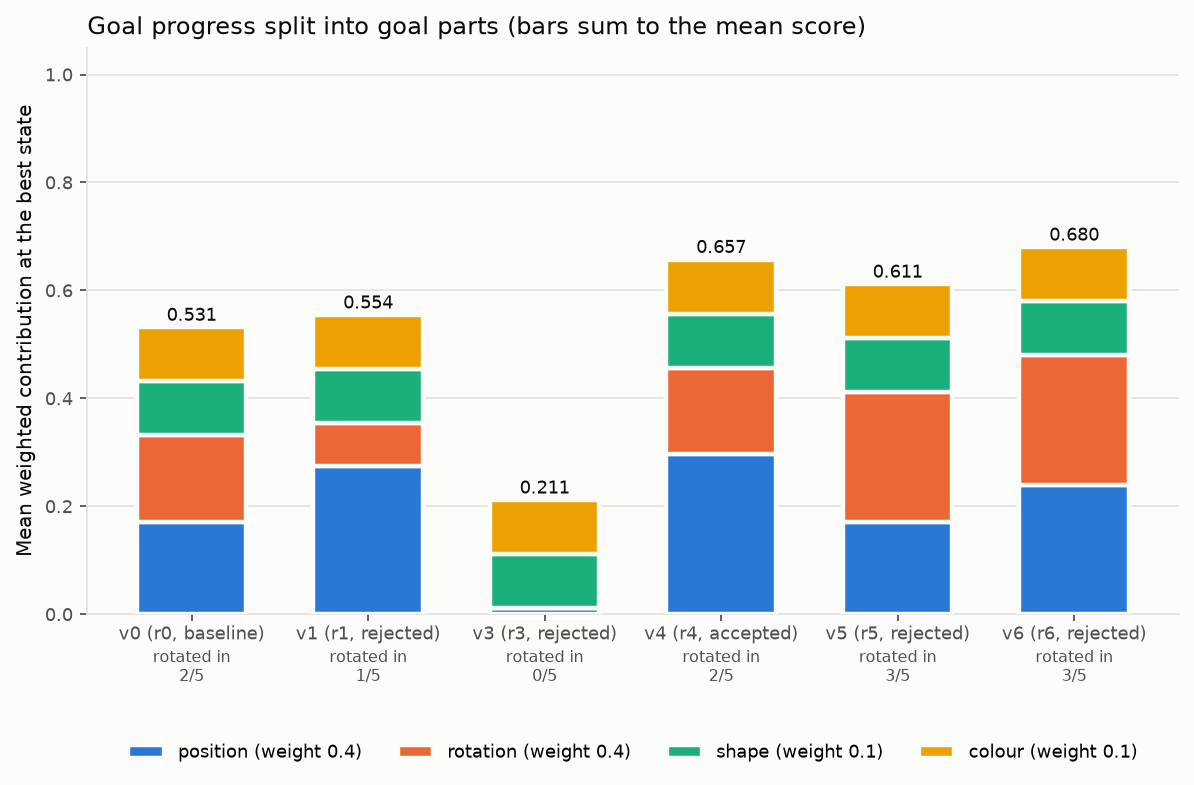 Goal progress split into goal parts (bars sum to the mean score)
Mean weighted contribution at the best state
1.0
0.8
0.6
0.4
0.2
0.0
0.531
0.554
0.211
0.657
0.611
0.680
v0 (r0, baseline)
rotated in
2/5
v1 (r1, rejected)
rotated in
1/5
v3 (r3, rejected)
rotated in
0/5
v4 (r4, accepted)
rotated in
2/5
v5 (r5, rejected)
rotated in
3/5
v6 (r6, rejected)
rotated in
3/5
position (weight 0.4)
rotation (weight 0.4)
shape (weight 0.1)
colour (weight 0.1)